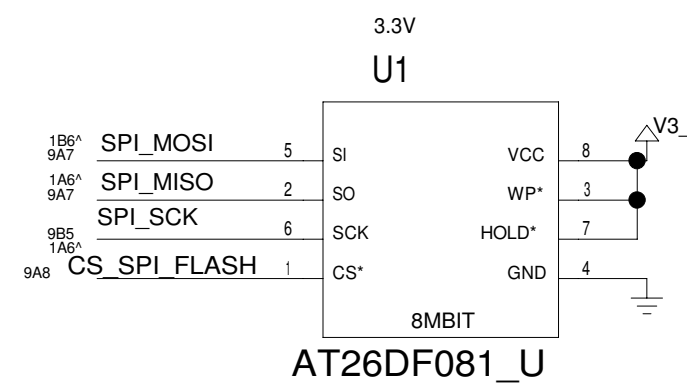 3.3V
U1
1B6^
9A7
SPI_MOSI 5 SI VCC 8 V3_
1A6^
9A7
SPI_MISO 2 SO WP* 3
SPI_SCK 6 SCK HOLD* 7
9B5
1A6^
9A8 CS_SPI_FLASH 1 CS* GND 4
8MBIT
AT26DF081_U